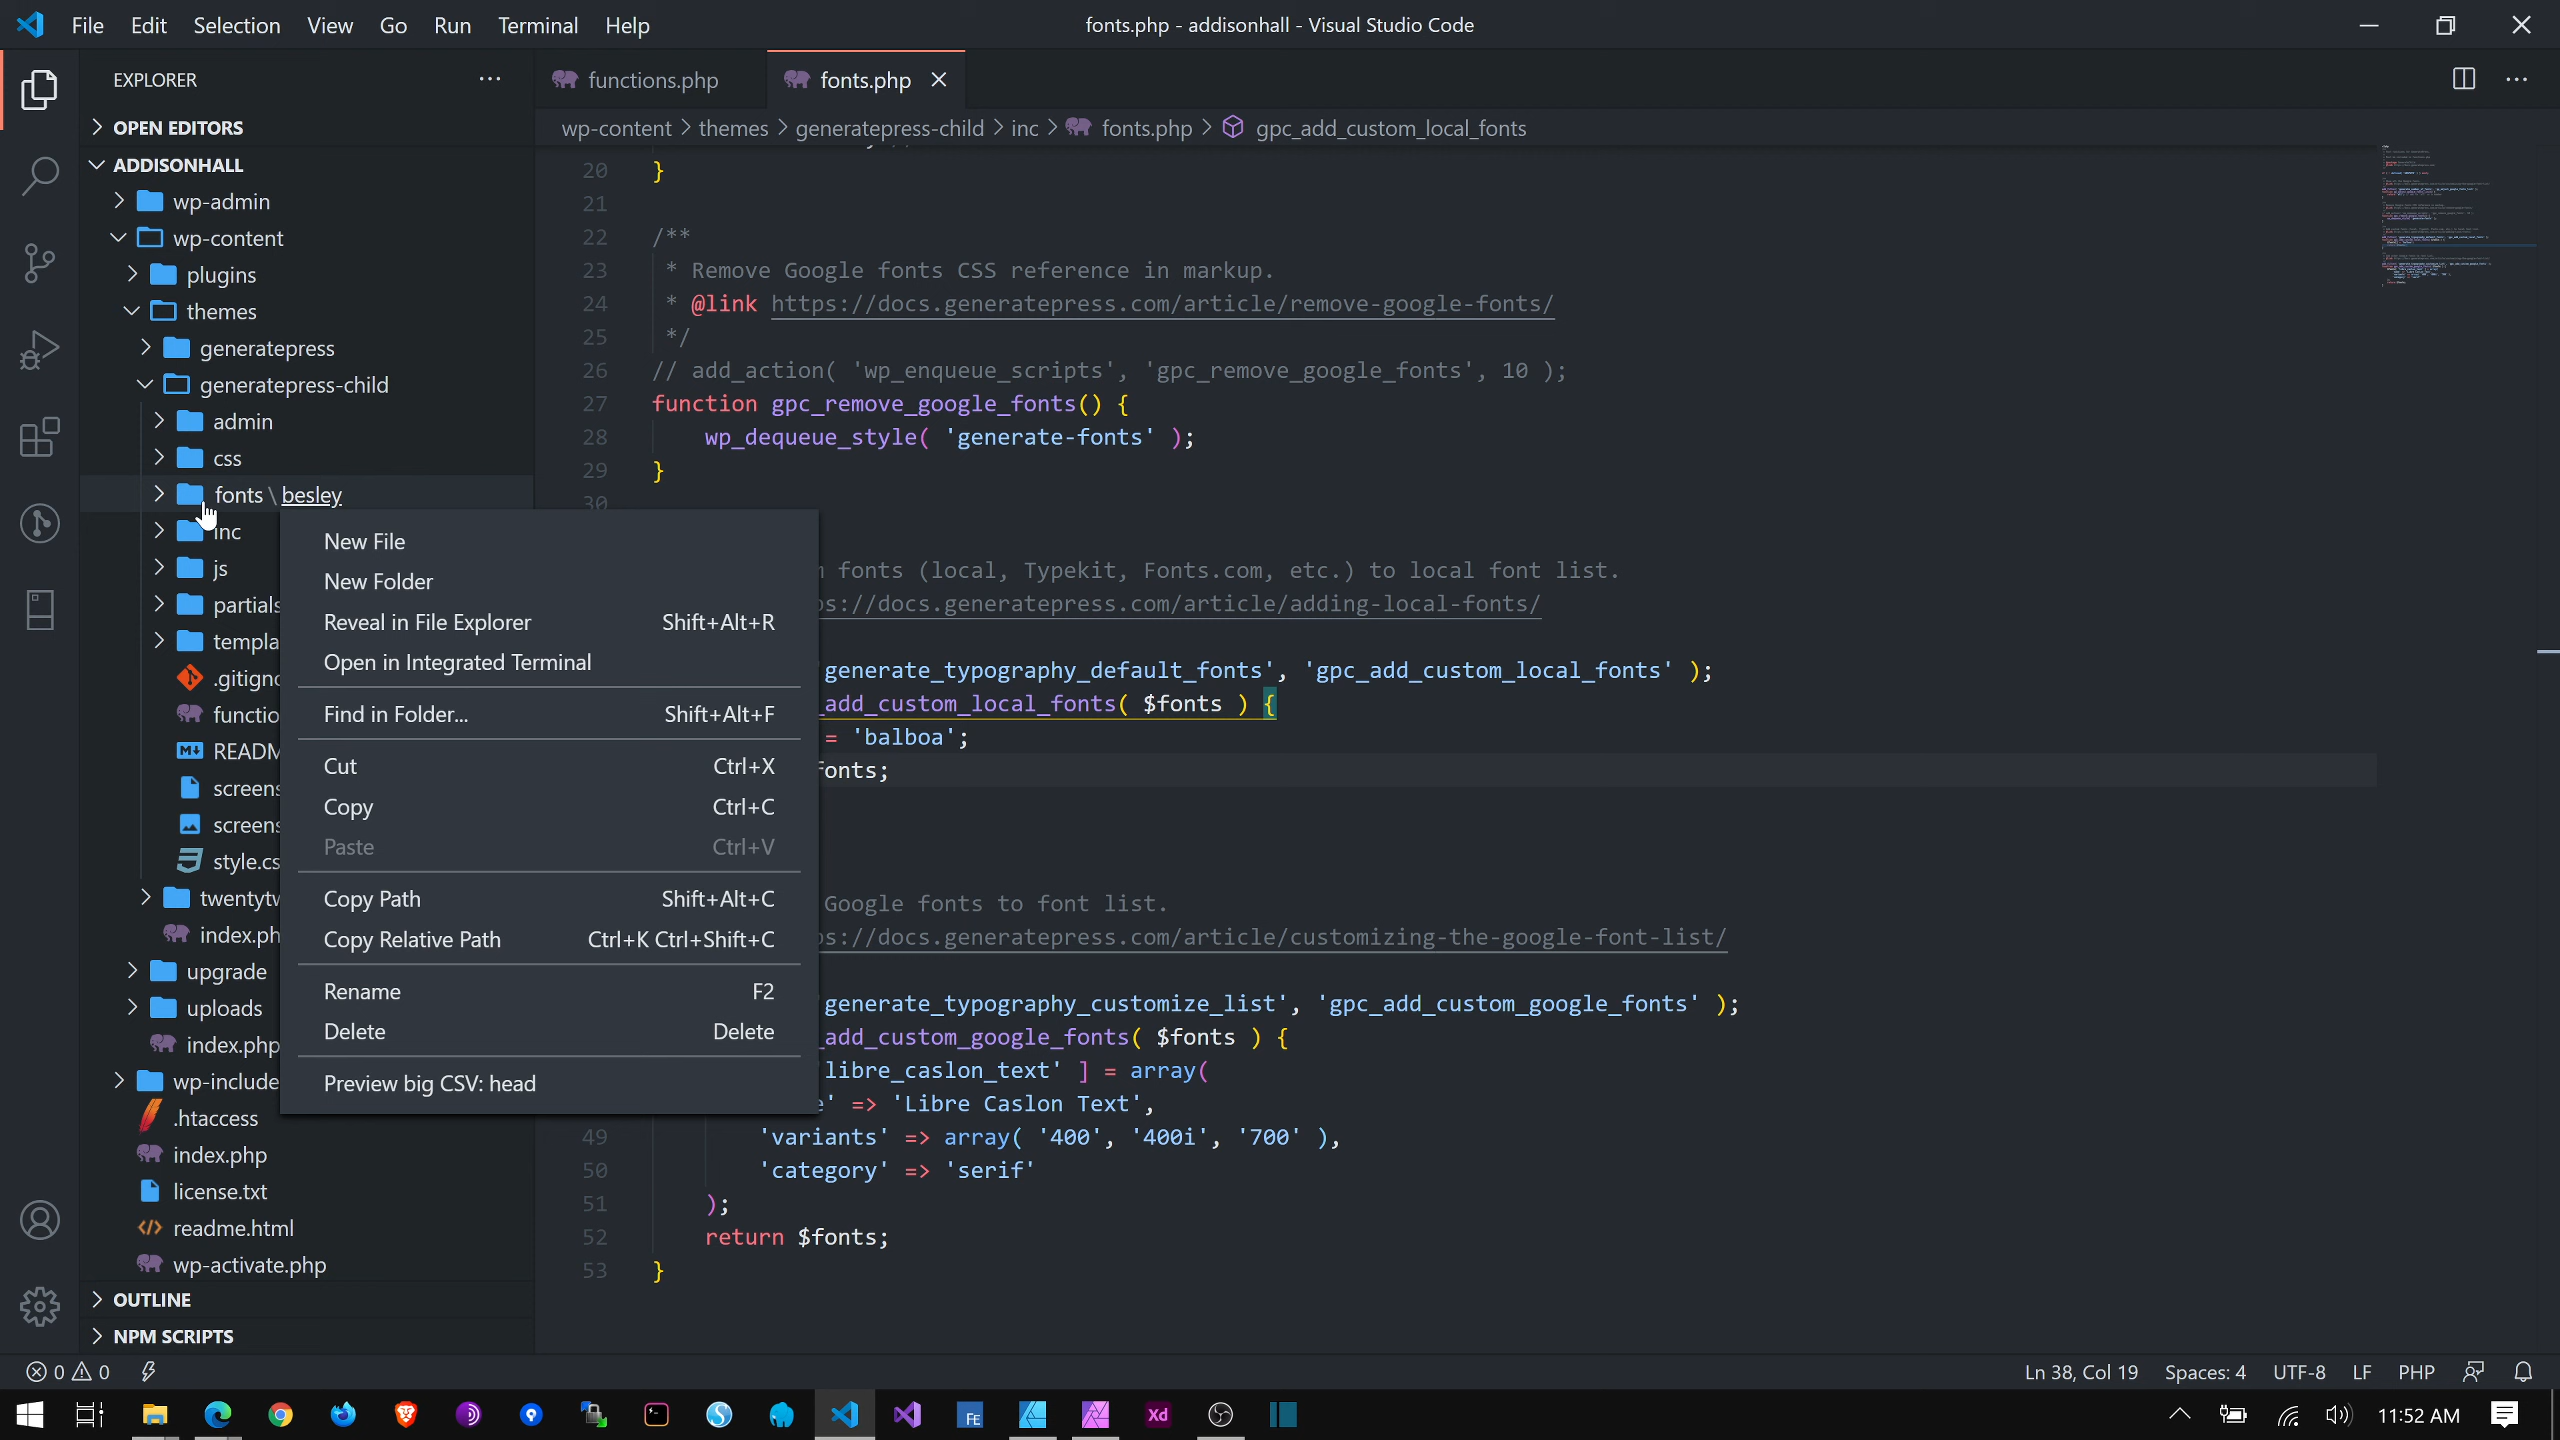 File Edit Selection View Go Run Terminal Help
fonts.php - addisonhall - Visual Studio Code
EXPLORER
functions.php
fonts.php
OPEN EDITORS
wp-content > themes > generatepress-child > inc > fonts.php > gpc_add_custom_local_fonts
ADDISONHALL
wp-admin
wp-content
plugins
themes
generatepress
generatepress-child
admin
css
fonts \ besley
inc
js
partials
templa
.gitigno
functio
READM
screens
screens
style.cs
twentytw
index.ph
upgrade
uploads
index.php
wp-include
.htaccess
index.php
license.txt
readme.html
wp-activate.php
OUTLINE
NPM SCRIPTS
New File
New Folder
Reveal in File Explorer Shift+Alt+R
Open in Integrated Terminal
Find in Folder... Shift+Alt+F
Cut Ctrl+X
Copy Ctrl+C
Paste Ctrl+V
Copy Path Shift+Alt+C
Copy Relative Path Ctrl+K Ctrl+Shift+C
Rename F2
Delete Delete
Preview big CSV: head
20 }
21
22 /**
23 * Remove Google fonts CSS reference in markup.
24 * @link https://docs.generatepress.com/article/remove-google-fonts/
25 */
26 // add_action( 'wp_enqueue_scripts', 'gpc_remove_google_fonts', 10 );
27 function gpc_remove_google_fonts() {
28 wp_dequeue_style( 'generate-fonts' );
29 }
30
fonts (local, Typekit, Fonts.com, etc.) to local font list.
ps://docs.generatepress.com/article/adding-local-fonts/
generate_typography_default_fonts', 'gpc_add_custom_local_fonts' );
_add_custom_local_fonts( $fonts ) {
= 'balboa';
fonts;
Google fonts to font list.
ps://docs.generatepress.com/article/customizing-the-google-font-list/
generate_typography_customize_list', 'gpc_add_custom_google_fonts' );
_add_custom_google_fonts( $fonts ) {
libre_caslon_text' ] = array(
e' => 'Libre Caslon Text',
49 'variants' => array( '400', '400i', '700' ),
50 'category' => 'serif'
51 );
52 return $fonts;
53 }
0 0
Ln 38, Col 19 Spaces: 4 UTF-8 LF PHP
FE
Xd
11:52 AM